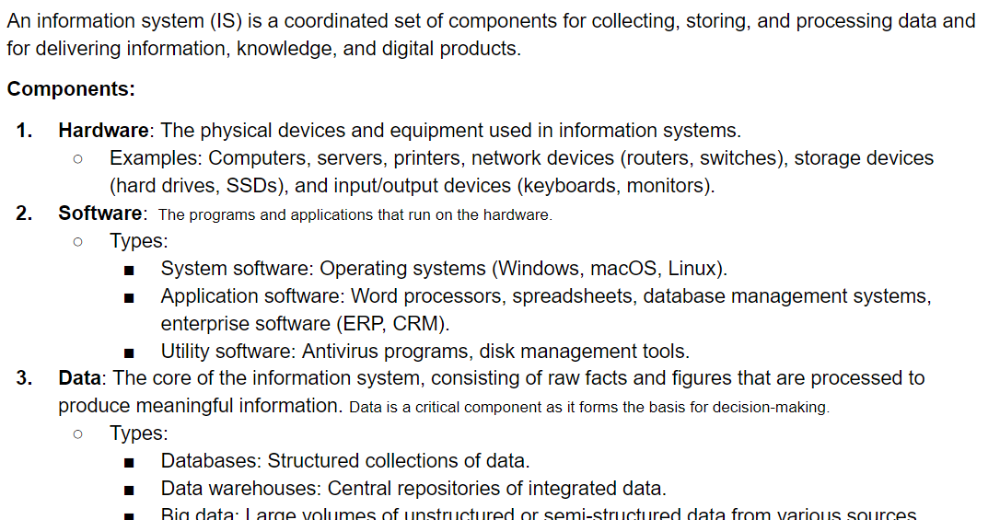 An information system (IS) is a coordinated set of components for collecting, storing, and processing data and
for delivering information, knowledge, and digital products.
Components:
1. Hardware: The physical devices and equipment used in information systems.
○ Examples: Computers, servers, printers, network devices (routers, switches), storage devices
(hard drives, SSDs), and input/output devices (keyboards, monitors).
2. Software: The programs and applications that run on the hardware.
○ Types:
■ System software: Operating systems (Windows, macOS, Linux).
■ Application software: Word processors, spreadsheets, database management systems,
enterprise software (ERP, CRM).
■ Utility software: Antivirus programs, disk management tools.
3. Data: The core of the information system, consisting of raw facts and figures that are processed to
produce meaningful information. Data is a critical component as it forms the basis for decision-making.
○ Types:
■ Databases: Structured collections of data.
■ Data warehouses: Central repositories of integrated data.
■ Big data: Large volumes of unstructured or semi-structured data from various sources